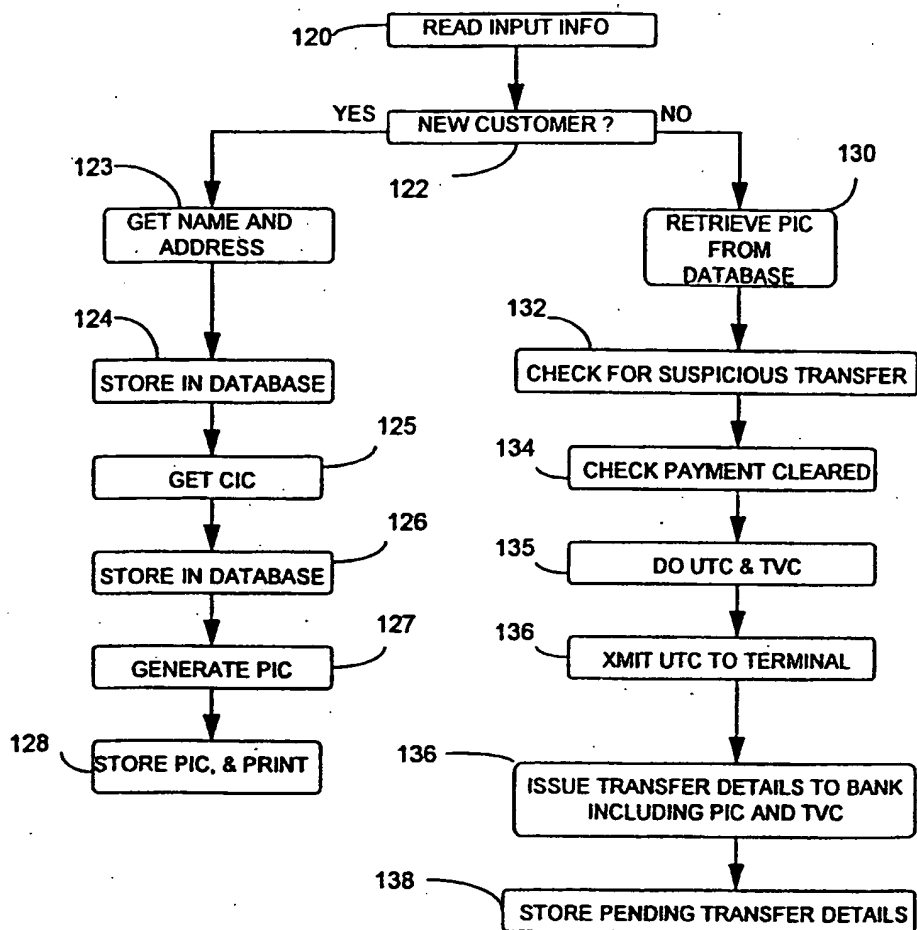 120
READ INPUT INFO
YES
NEW CUSTOMER ?
NO
122
123
GET NAME AND
ADDRESS
124
STORE IN DATABASE
125
GET CIC
126
STORE IN DATABASE
127
GENERATE PIC
128
STORE PIC, & PRINT
130
RETRIEVE PIC
FROM
DATABASE
132
CHECK FOR SUSPICIOUS TRANSFER
134
CHECK PAYMENT CLEARED
135
DO UTC & TVC
136
XMIT UTC TO TERMINAL
136
ISSUE TRANSFER DETAILS TO BANK
INCLUDING PIC AND TVC
138
STORE PENDING TRANSFER DETAILS